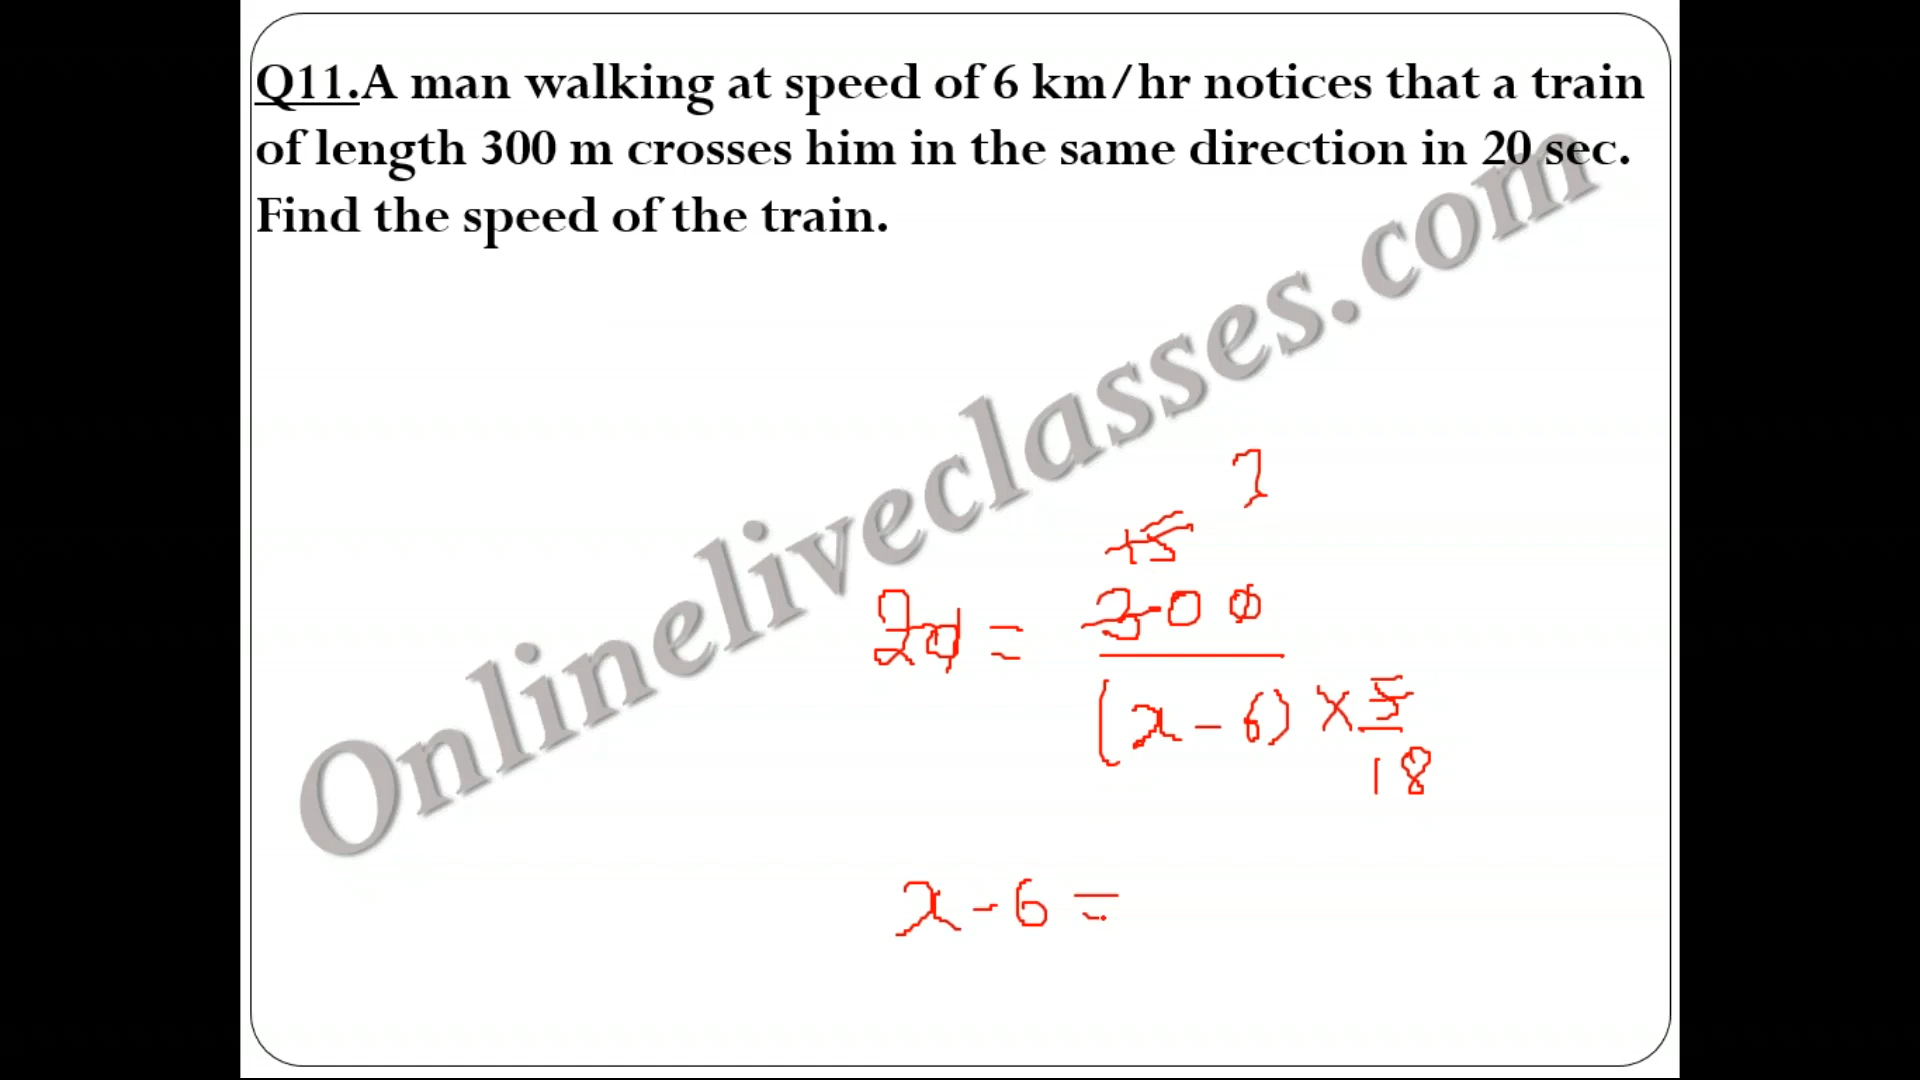 Q11.A man walking at speed of 6 km/hr notices that a train
of length 300 m crosses him in the same direction in 20 sec.
Find the speed of the train.
Onlineliveclasses.com
15
20 = 300
(x - 6) × 5
18
x - 6 =